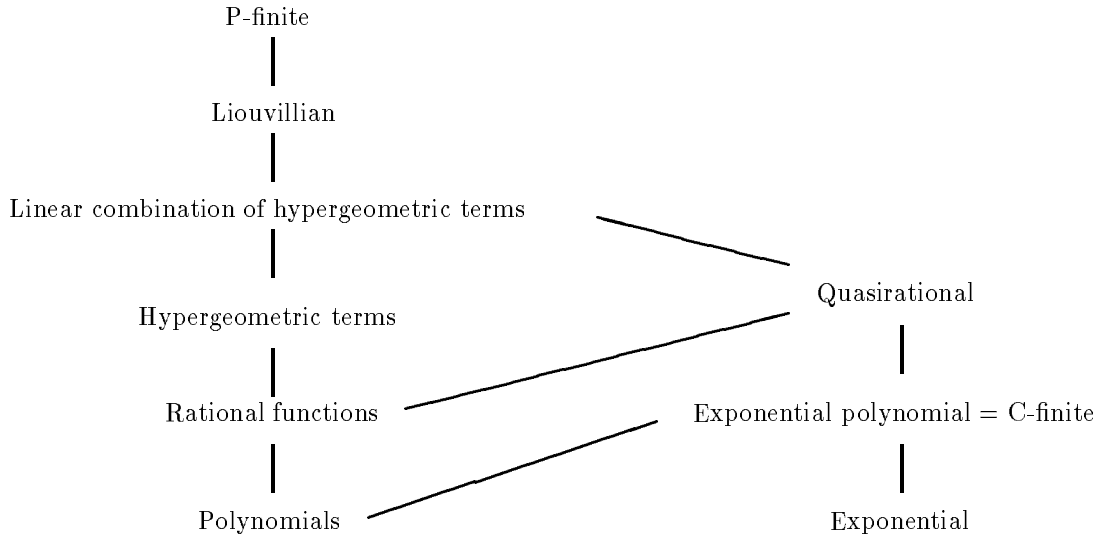 P-finite
Liouvillian
Linear combination of hypergeometric terms
Quasirational
Hypergeometric terms
Rational functions
Exponential polynomial = C-finite
Polynomials
Exponential